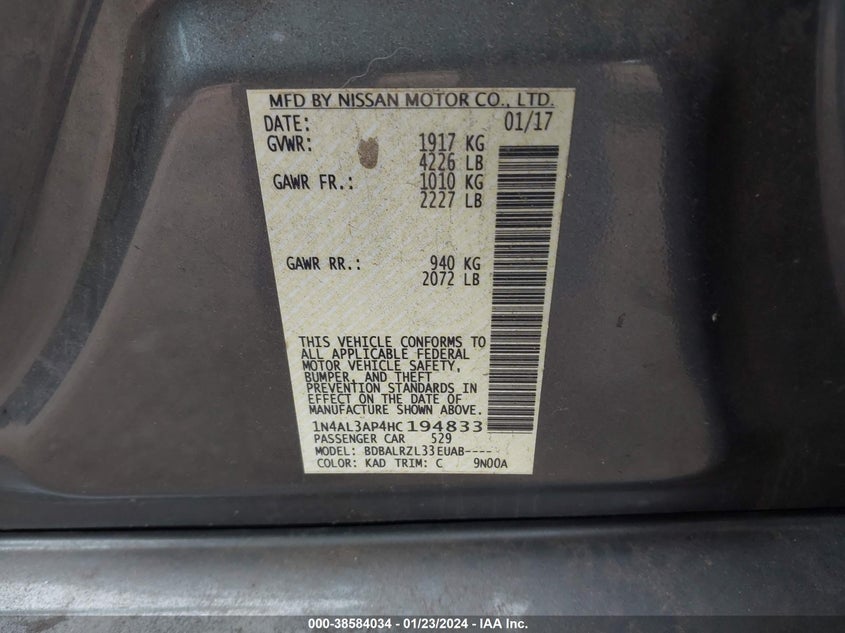 MFD BY NISSAN MOTOR CO., LTD.
DATE: 01/17
GVWR: 1917 KG
4226 LB
GAWR FR.: 1010 KG
2227 LB
GAWR RR.: 940 KG
2072 LB
THIS VEHICLE CONFORMS TO
ALL APPLICABLE FEDERAL
MOTOR VEHICLE SAFETY,
BUMPER, AND THEFT
PREVENTION STANDARDS IN
EFFECT ON THE DATE OF
MANUFACTURE SHOWN ABOVE.
1N4AL3AP4HC194833
PASSENGER CAR 529
MODEL: BDBALRZL33EUAB----
COLOR: KAD TRIM: C 9N00A
000-38584034 / 01/23/2024 - IAA Inc.